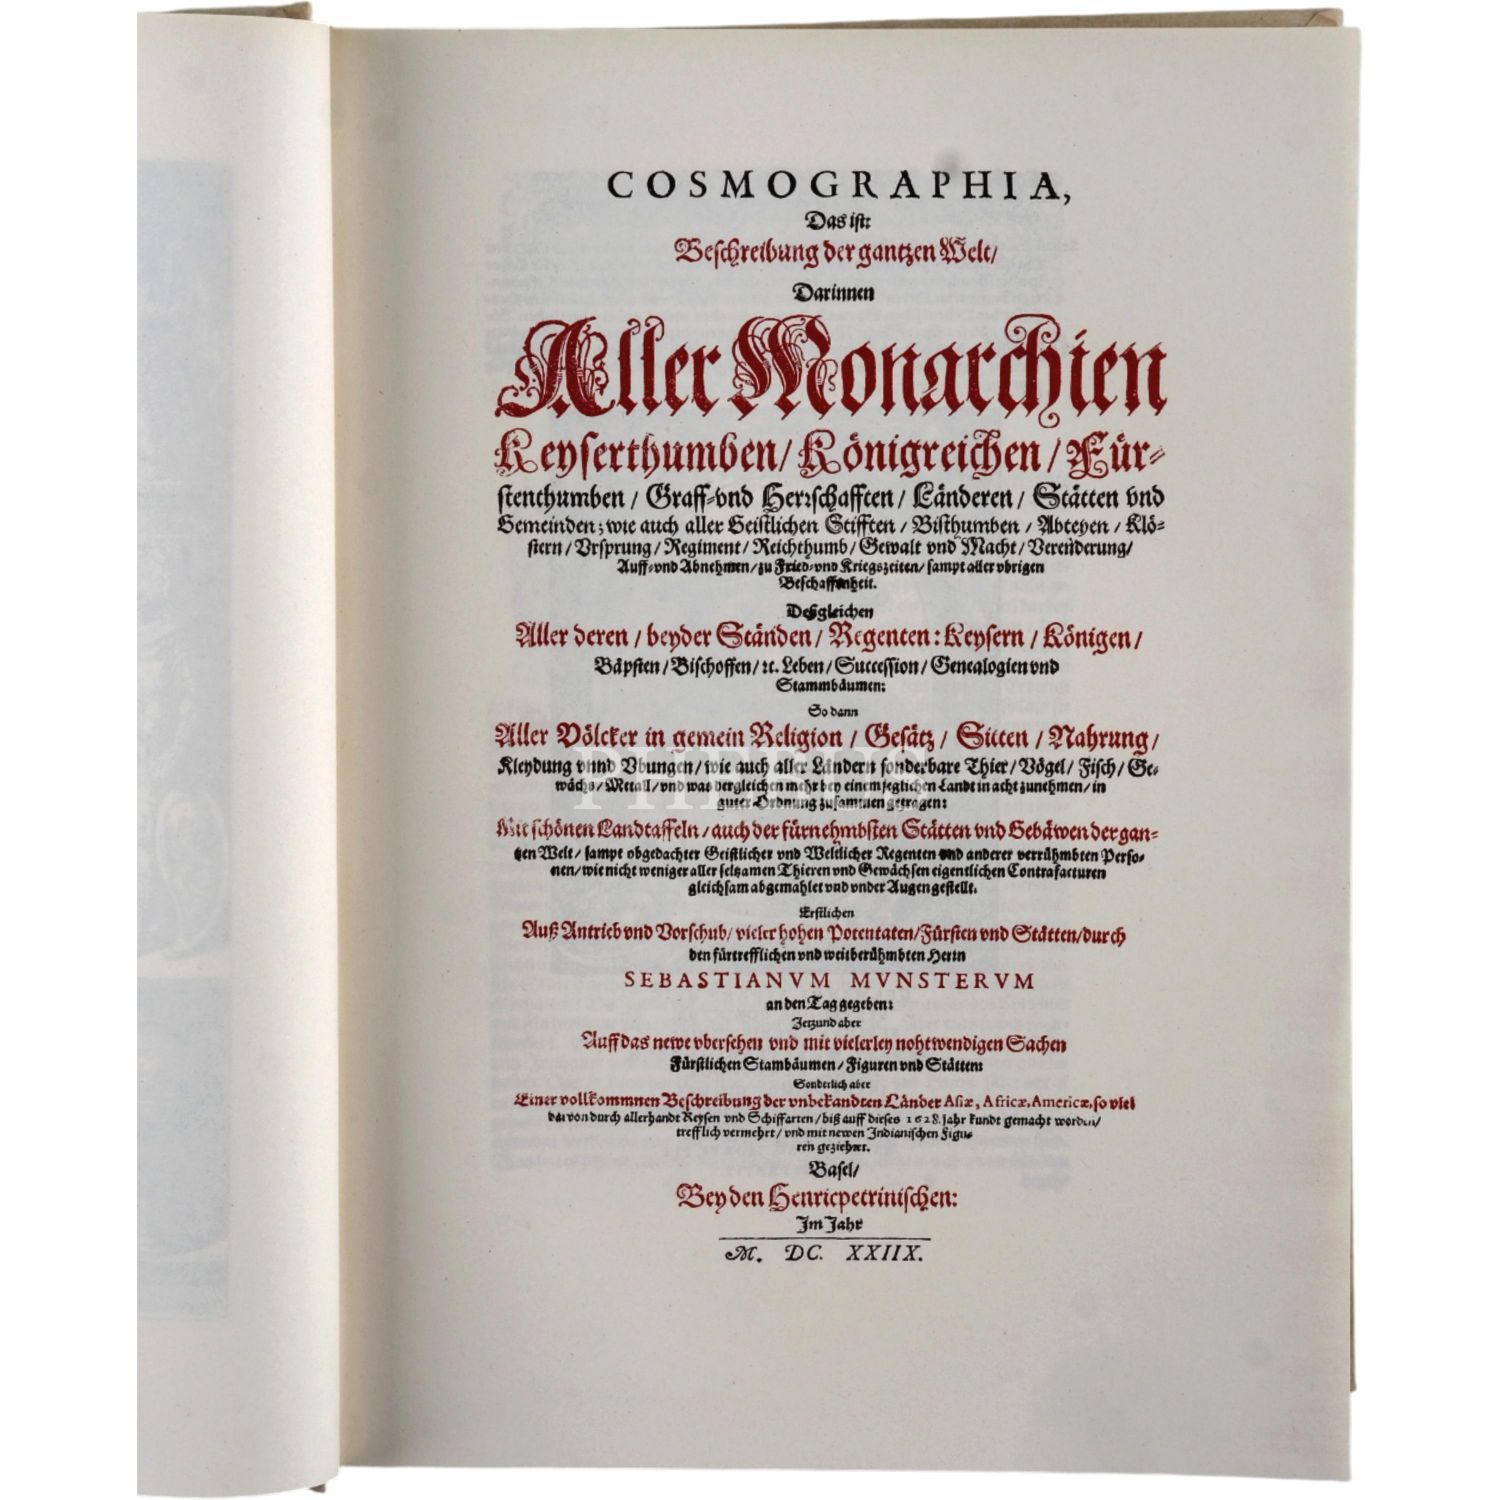 COSMOGRAPHIA,
Das ist:
Beschreibung der gantzen Welt/
Darinnen
Aller Monarchien
Keyserthumben/ Königreichen/ Für-
stenthumben/ Graff-vnd Herrschafften/ Länderen/ Stätten vnd
Gemeinden; wie auch aller Geistlichen Stifften/ Bisthumben/ Abteyen/ Klö-
stern/ Vrsprung/ Regiment/ Reichthumb/ Gewalt vnd Macht/ Verenderung/
Auff-vnd Abnehmen/ zu Fried-vnd Kriegszeiten/ sampt aller vbrigen
Beschaffenheit.
Deßgleichen
Aller deren/ beyder Ständen/ Regenten: Keysern/ Königen/
Bäpsten/ Bischoffen/ ꝛc. Leben/ Succession/ Genealogien vnd
Stammbäumen:
So dann
Aller Völcker in gemein Religion/ Gesätz/ Sitten/ Nahrung/
Kleydung vnnd Vbungen/ wie auch aller Ländern sonderbare Thier/ Vögel/ Fisch/ Ge-
wächs/ Metall/ vnd was dergleichen mehr bey einem jeglichen Landt in acht zunehmen/ in
guter Ordnung zusammen getragen:
PHEBUS
Mit schönen Landtaffeln/ auch der fürnehmbsten Stätten vnd Gebäwen der gan-
tzen Welt/ sampt obgedachter Geistlicher vnd Weltlicher Regenten vnd anderer verrühmbten Perso-
nen/ wie nicht weniger aller seltzamen Thieren vnd Gewächsen eigentlichen Contrafacturen
gleichsam abgemahlet vnd vnder Augen gestellt.
Erstlichen
Auß Antrieb vnd Vorschub/ vieler hohen Potentaten/ Fürsten vnd Stätten/ durch
den fürtrefflichen vnd weitberühmbten Herrn
SEBASTIANVM MVNSTERVM
an den Tag gegeben:
Jetzund aber
Auff das newe vbersehen vnd mit vielerley nohtwendigen Sachen
Fürstlichen Stambäumen/ Figuren vnd Stätten:
Sonderlich aber
Einer vollkommnen Beschreibung der vnbekandten Länder Asiæ, Africæ, Americæ, so viel
davon durch allerhandt Reysen vnd Schiffarten/ biß auff dieses 1628. Jahr kundt gemacht worden/
trefflich vermehrt/ vnd mit newen Indianischen Figu-
ren geziehret.
Basel/
Bey den Henricpetrinischen:
Im Jahr
M. DC. XXIIX.